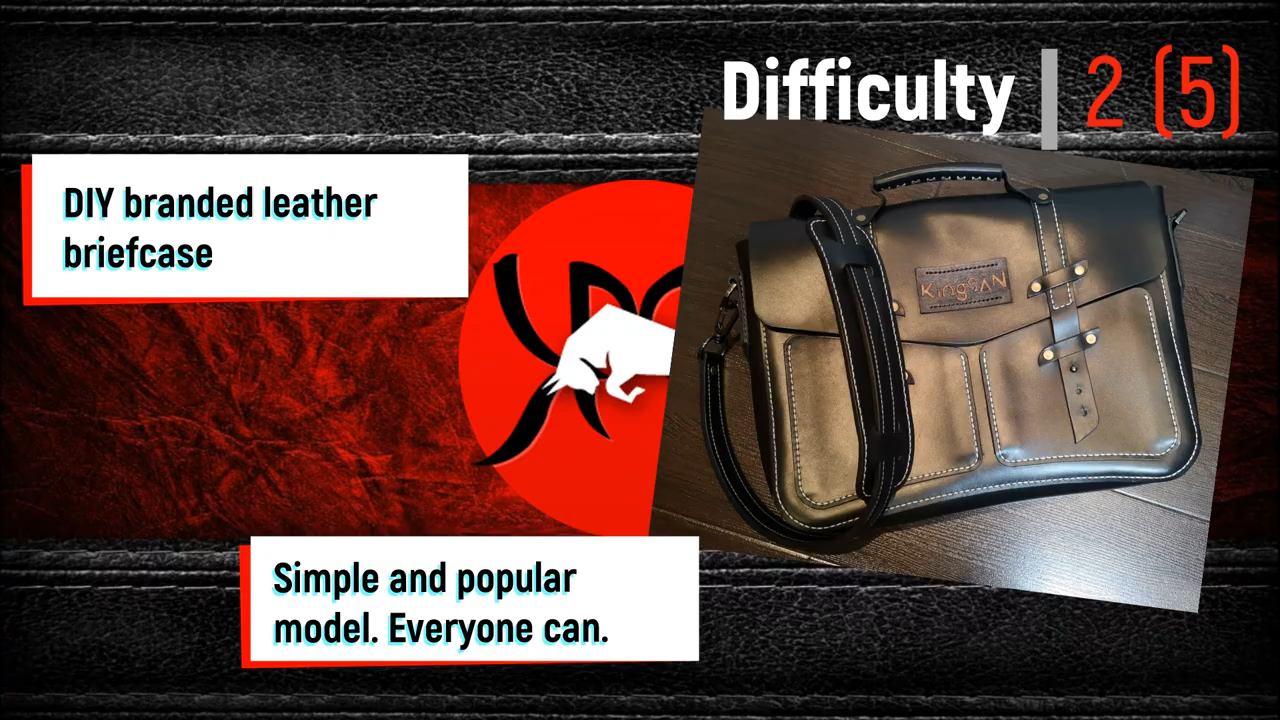 Difficulty | 2 (5)
DIY branded leather
briefcase
KingSAN
Simple and popular
model. Everyone can.